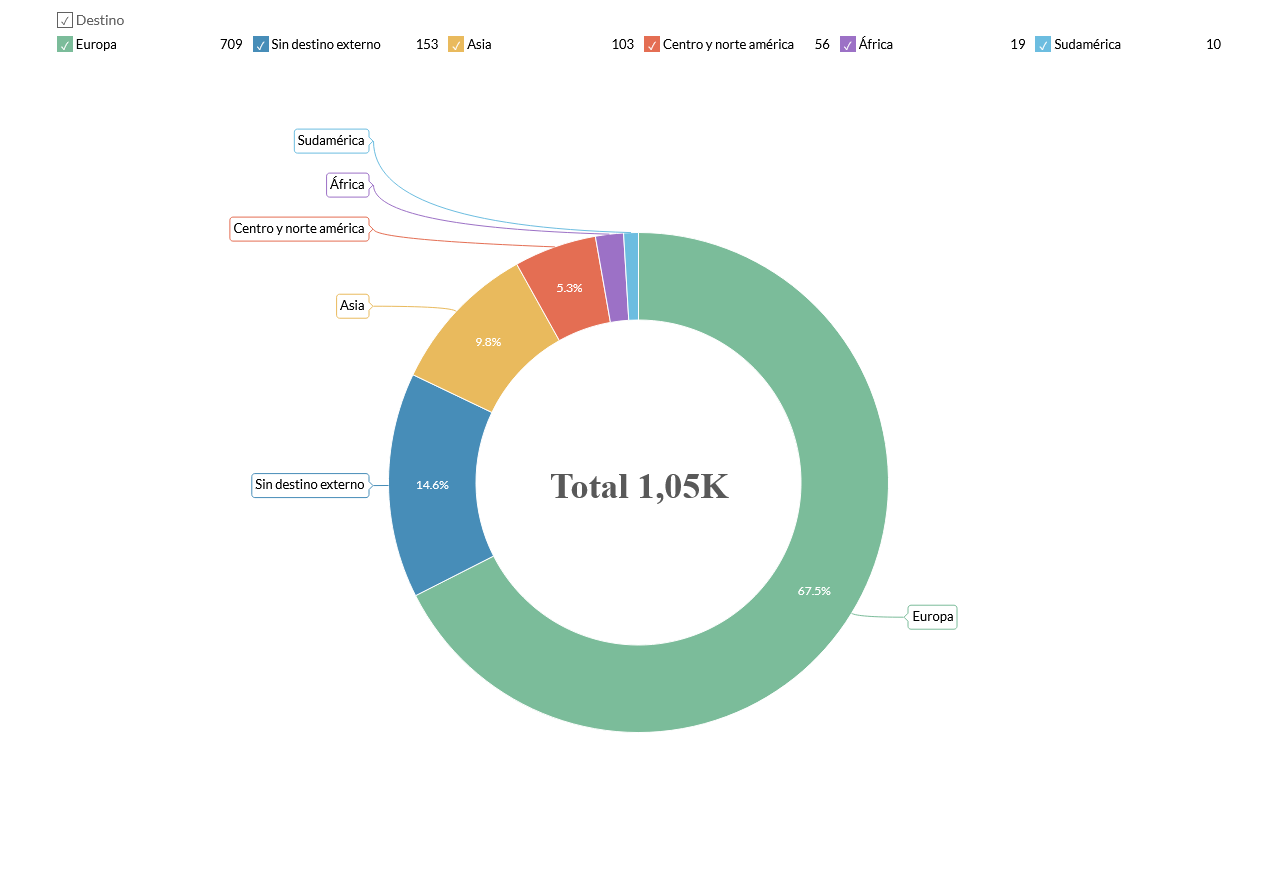 Destino
Europa 709 Sin destino externo 153 Asia 103 Centro y norte américa 56 África 19 Sudamérica 10
Sudamérica
África
Centro y norte américa
5.3%
Asia
9.8%
Sin destino externo
14.6%
Total 1,05K
67.5%
Europa